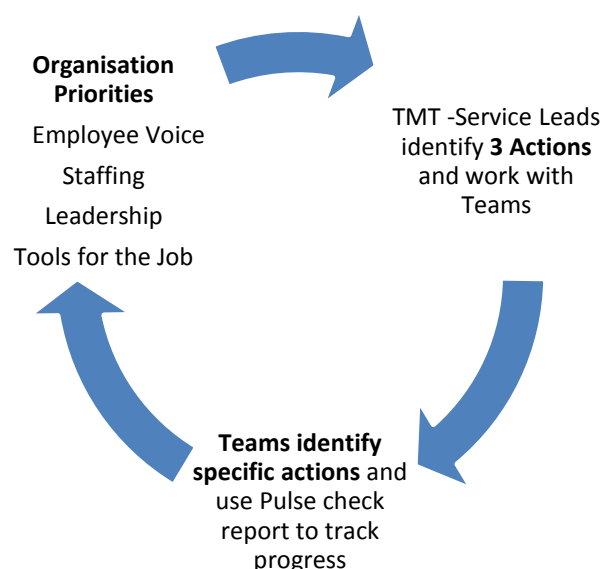 Organisation
Priorities
Employee Voice
Staffing
Leadership
Tools for the Job
TMT -Service Leads
identify 3 Actions
and work with
Teams
Teams identify
specific actions and
use Pulse check
report to track
progress